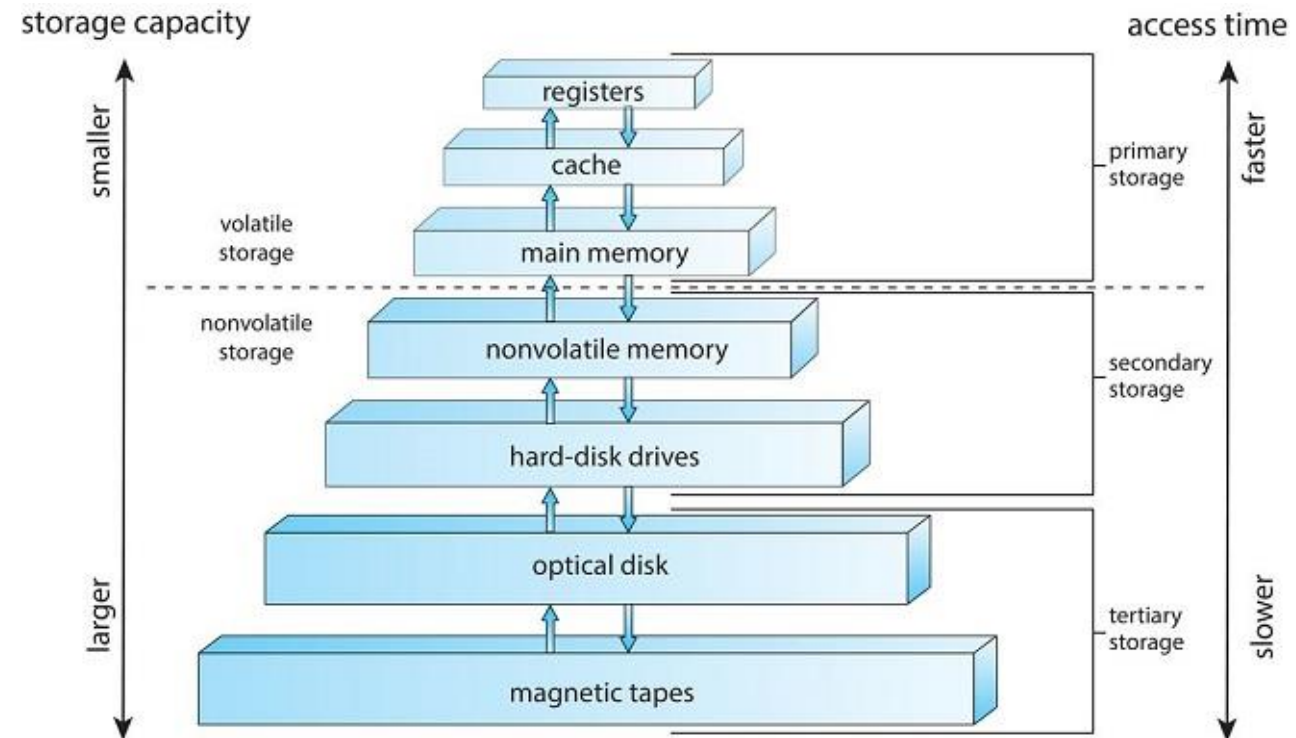 storage capacity
access time
smaller
faster
registers
cache
primary
storage
volatile
storage
main memory
nonvolatile
storage
nonvolatile memory
secondary
storage
hard-disk drives
optical disk
larger
slower
tertiary
storage
magnetic tapes